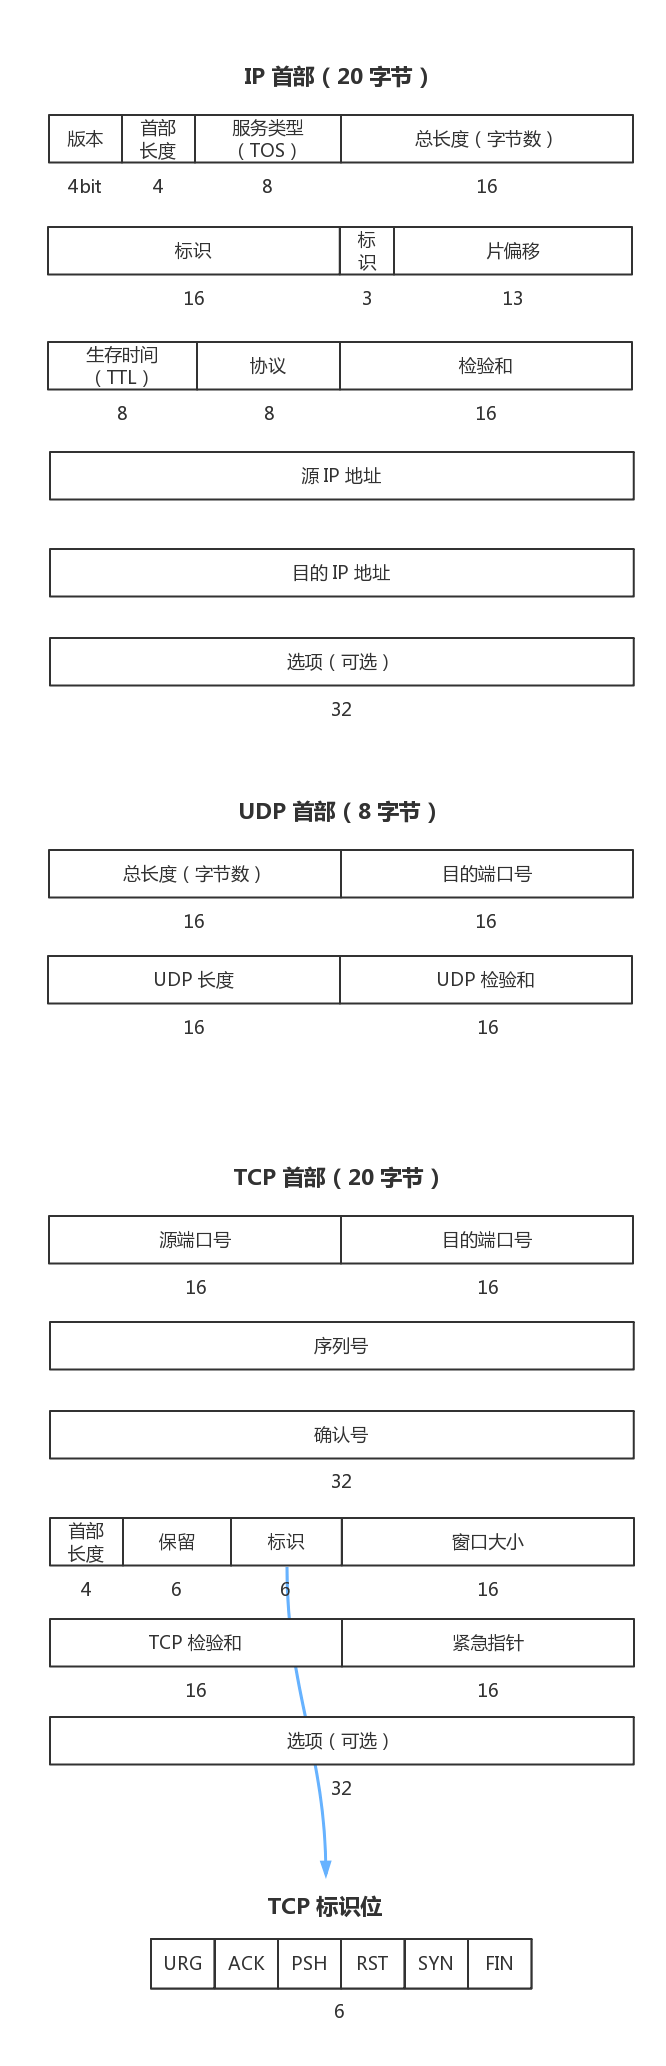 IP 首部（20 字节）
版本
首部
长度
服务类型
（TOS）
总长度（字节数）
4bit
4
8
16
标识
标
识
片偏移
16
3
13
生存时间
（TTL）
协议
检验和
8
8
16
源 IP 地址
目的 IP 地址
选项（可选）
32
UDP 首部（8 字节）
总长度（字节数）
目的端口号
16
16
UDP 长度
UDP 检验和
16
16
TCP 首部（20 字节）
源端口号
目的端口号
16
16
序列号
确认号
32
首部
长度
保留
标识
窗口大小
4
6
6
16
TCP 检验和
紧急指针
16
16
选项（可选）
32
TCP 标识位
URG
ACK
PSH
RST
SYN
FIN
6